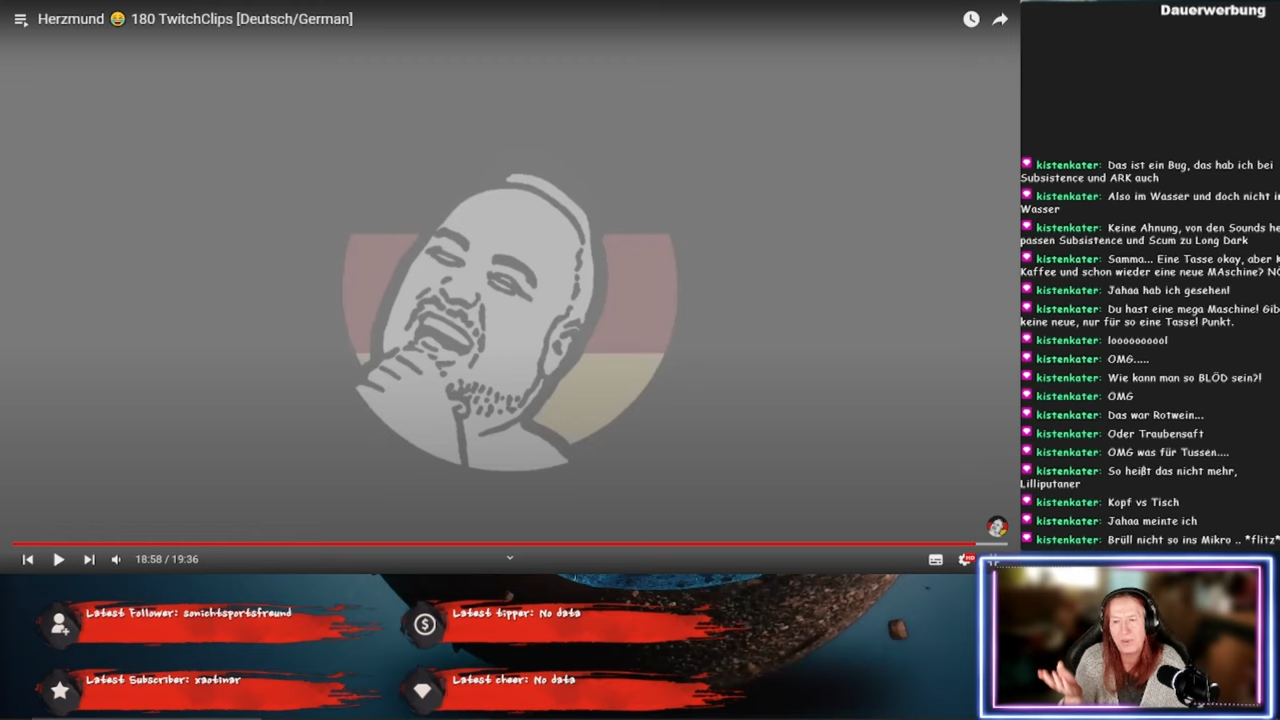 Herzmund 😂 180 TwitchClips [Deutsch/German]
Dauerwerbung
kistenkater: Das ist ein Bug, das hab ich bei
Subsistence und ARK auch
kistenkater: Also im Wasser und doch nicht
Wasser
kistenkater: Keine Ahnung, von den Sounds
passen Subsistence und Scum zu Long Dark
kistenkater: Samma... Eine Tasse okay, aber
Kaffee und schon wieder eine neue MAschine?
kistenkater: Jahaa hab ich gesehen!
kistenkater: Du hast eine mega Maschine!
keine neue, nur für so eine Tasse! Punkt.
kistenkater: loooooooool
kistenkater: OMG.....
kistenkater: Wie kann man so BLÖD sein?!
kistenkater: OMG
kistenkater: Das war Rotwein...
kistenkater: Oder Traubensaft
kistenkater: OMG was für Tussen....
kistenkater: So heißt das nicht mehr,
Lilliputaner
kistenkater: Kopf vs Tisch
kistenkater: Jahaa meinte ich
kistenkater: Brüll nicht so ins Mikro .. *flitz*
18:58 / 19:36
HD
Latest Follower: sonichtsportsfreund
Latest tipper: No data
Latest Subscriber: xaotinar
Latest cheer: No data